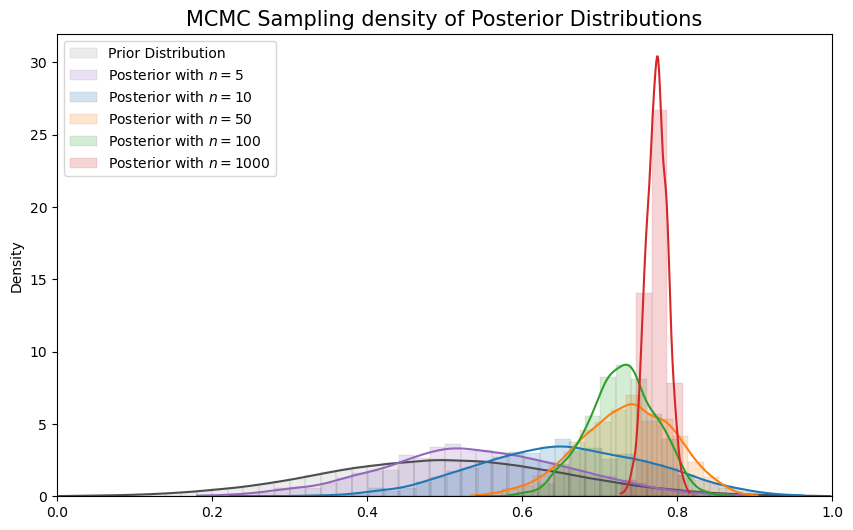 MCMC Sampling density of Posterior Distributions
Prior Distribution
Posterior with n = 5
Posterior with n = 10
Posterior with n = 50
Posterior with n = 100
Posterior with n = 1000
Density
30
25
20
15
10
5
0
0.0 0.2 0.4 0.6 0.8 1.0